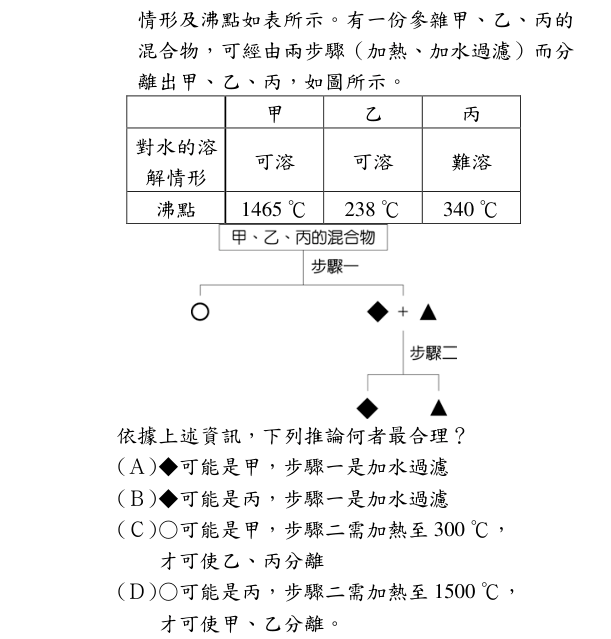 情形及沸點如表所示。有一份參雜甲、乙、丙的
混合物，可經由兩步驟（加熱、加水過濾）而分
離出甲、乙、丙，如圖所示。
甲 乙 丙
對水的溶
解情形 可溶 可溶 難溶
沸點 1465 ℃ 238 ℃ 340 ℃
甲、乙、丙的混合物
步驟一
○ ◆ + ▲
步驟二
◆ ▲
依據上述資訊，下列推論何者最合理？
（A）◆可能是甲，步驟一是加水過濾
（B）◆可能是丙，步驟一是加水過濾
（C）○可能是甲，步驟二需加熱至 300 ℃，
才可使乙、丙分離
（D）○可能是丙，步驟二需加熱至 1500 ℃，
才可使甲、乙分離。